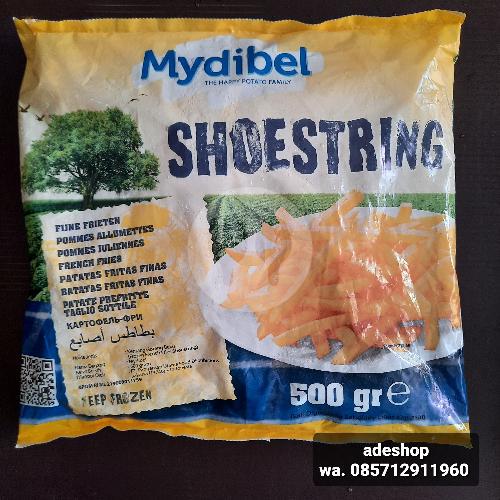 Mydibel
THE HAPPY POTATO FAMILY
SHOESTRING
FIJNE FRIETEN
POMMES ALLUMETTES
POMMES JULIENNES
FRENCH FRIES
PATATAS FRITAS FINAS
BATATAS FRITAS FINAS
PATATE PREFRITTE
TAGLIO SOTTILE
КАРТОФЕЛЬ-ФРИ
بطاطس أصابع
KEEP FROZEN
500 gr e
adeshop
wa. 085712911960